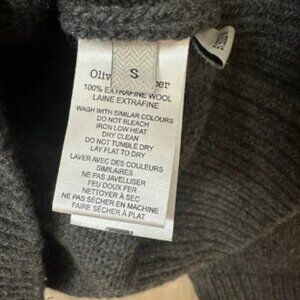 S
100% EXTRAFINE WOOL
LAINE EXTRAFINE
WASH WITH SIMILAR COLOURS
DO NOT BLEACH
IRON LOW HEAT
DRY CLEAN
DO NOT TUMBLE DRY
LAY FLAT TO DRY
LAVER AVEC DES COULEURS
SIMILAIRES
NE PAS JAVELLISER
FEU DOUX FER
NETTOYER À SEC
NE PAS SÉCHER EN MACHINE
FAIRE SÉCHER À PLAT